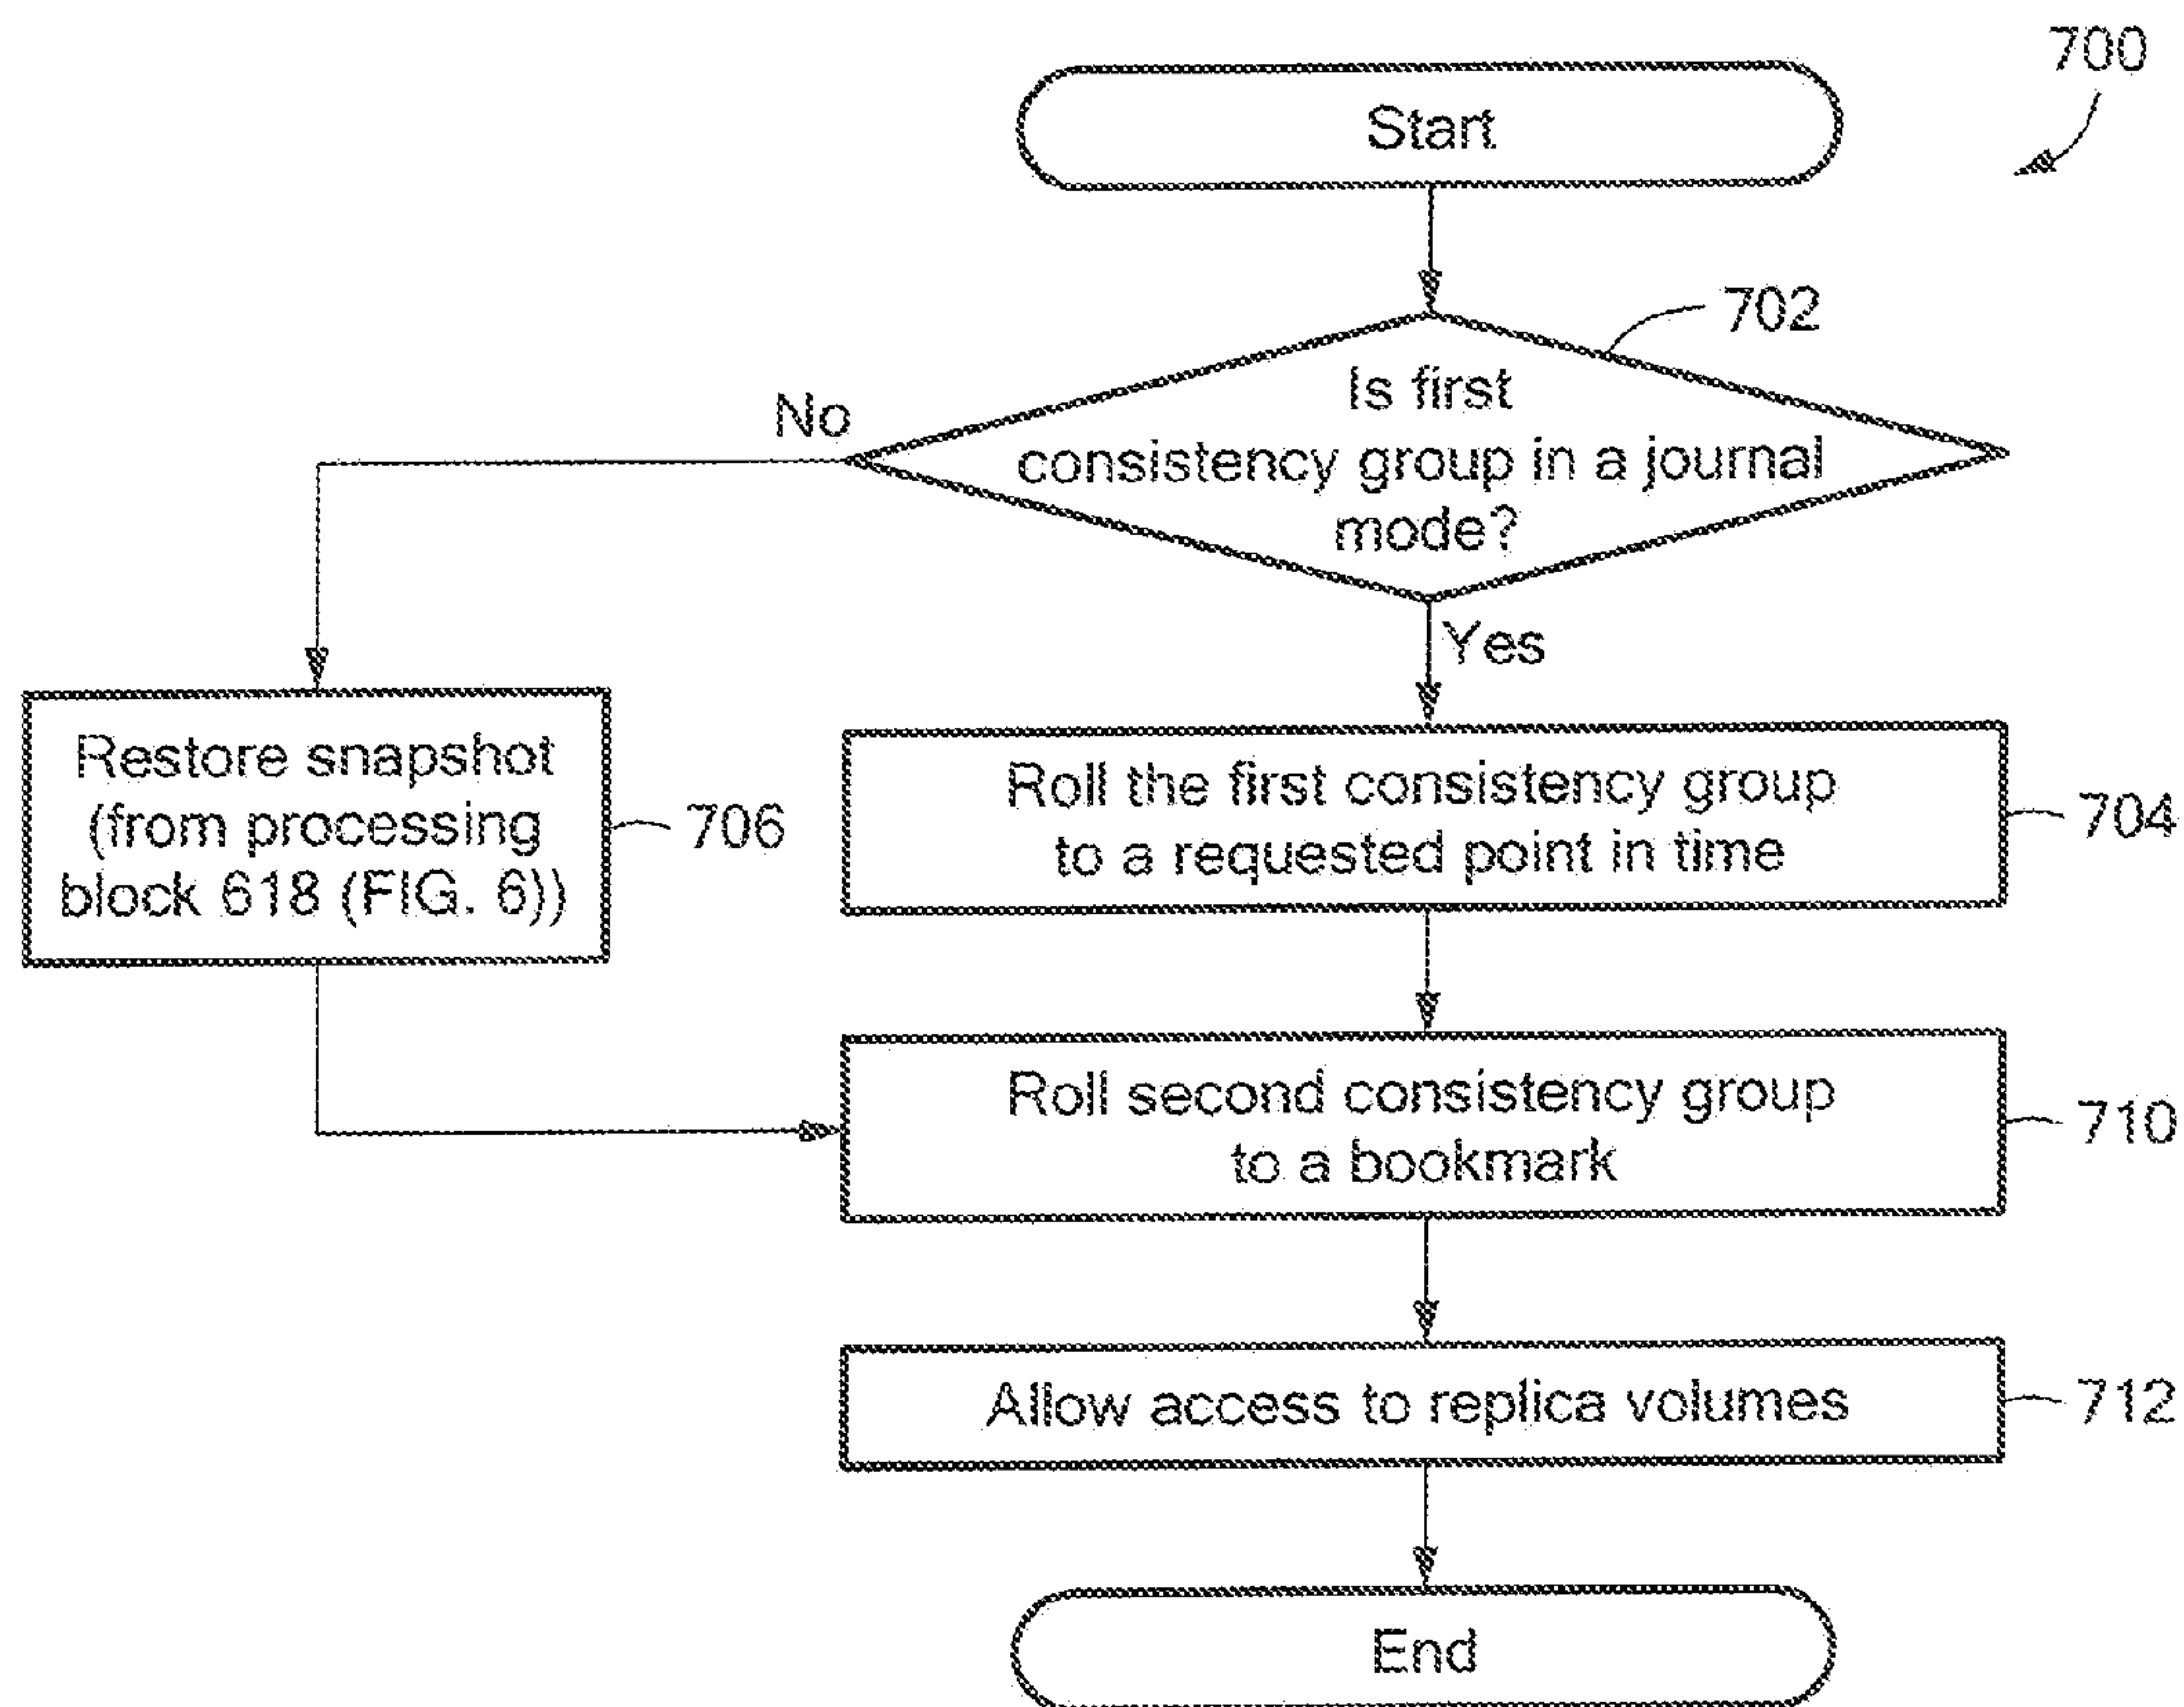 700
Start
702
Is first
consistency group in a journal
mode?
No
Yes
Restore snapshot
(from processing
block 618 (FIG. 6))
706
Roll the first consistency group
to a requested point in time
704
Roll second consistency group
to a bookmark
710
Allow access to replica volumes
712
End